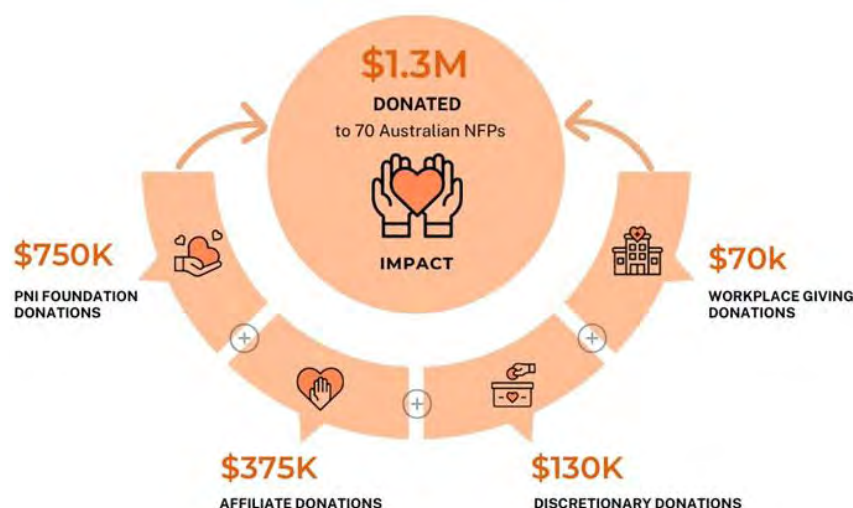 $1.3M
DONATED
to 70 Australian NFPs
IMPACT
$750K
PNI FOUNDATION
DONATIONS
$375K
AFFILIATE DONATIONS
$130K
DISCRETIONARY DONATIONS
$70k
WORKPLACE GIVING
DONATIONS